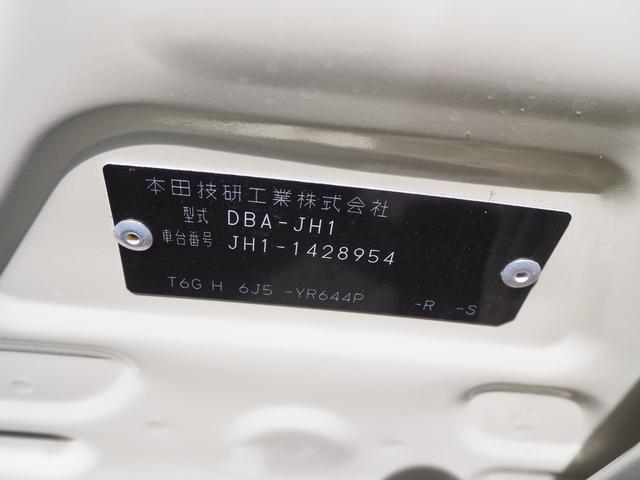 本田技研工業株式会社
型式 DBA-JH1
車台番号 JH1-1428954
T6G H 6J5 -YR644P -R -S